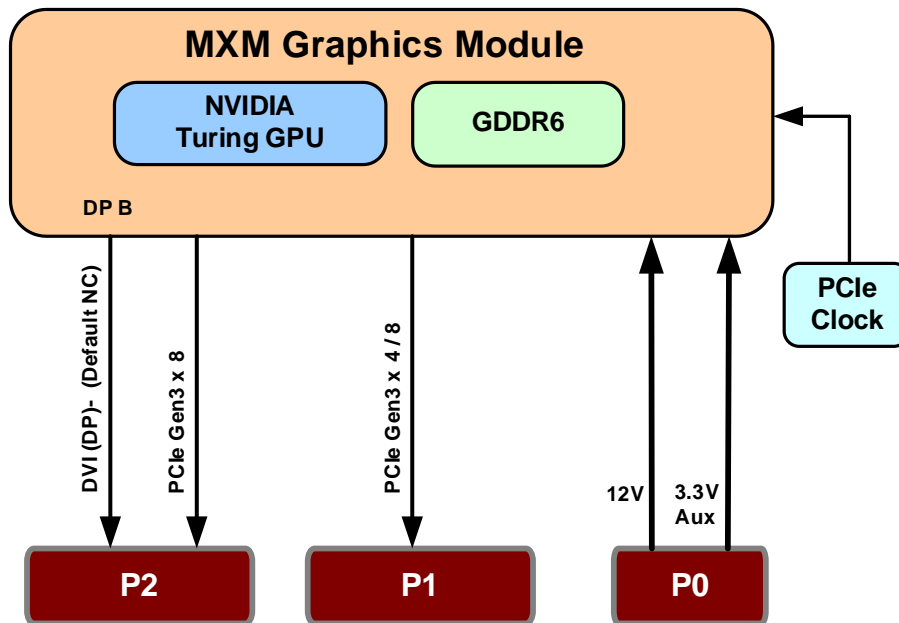 MXM Graphics Module
NVIDIA
Turing GPU
GDDR6
DP B
PCIe
Clock
DVI (DP)- (Default NC)
PCIe Gen3 x 8
PCIe Gen3 x 4 / 8
12V
3.3V
Aux
P2
P1
P0